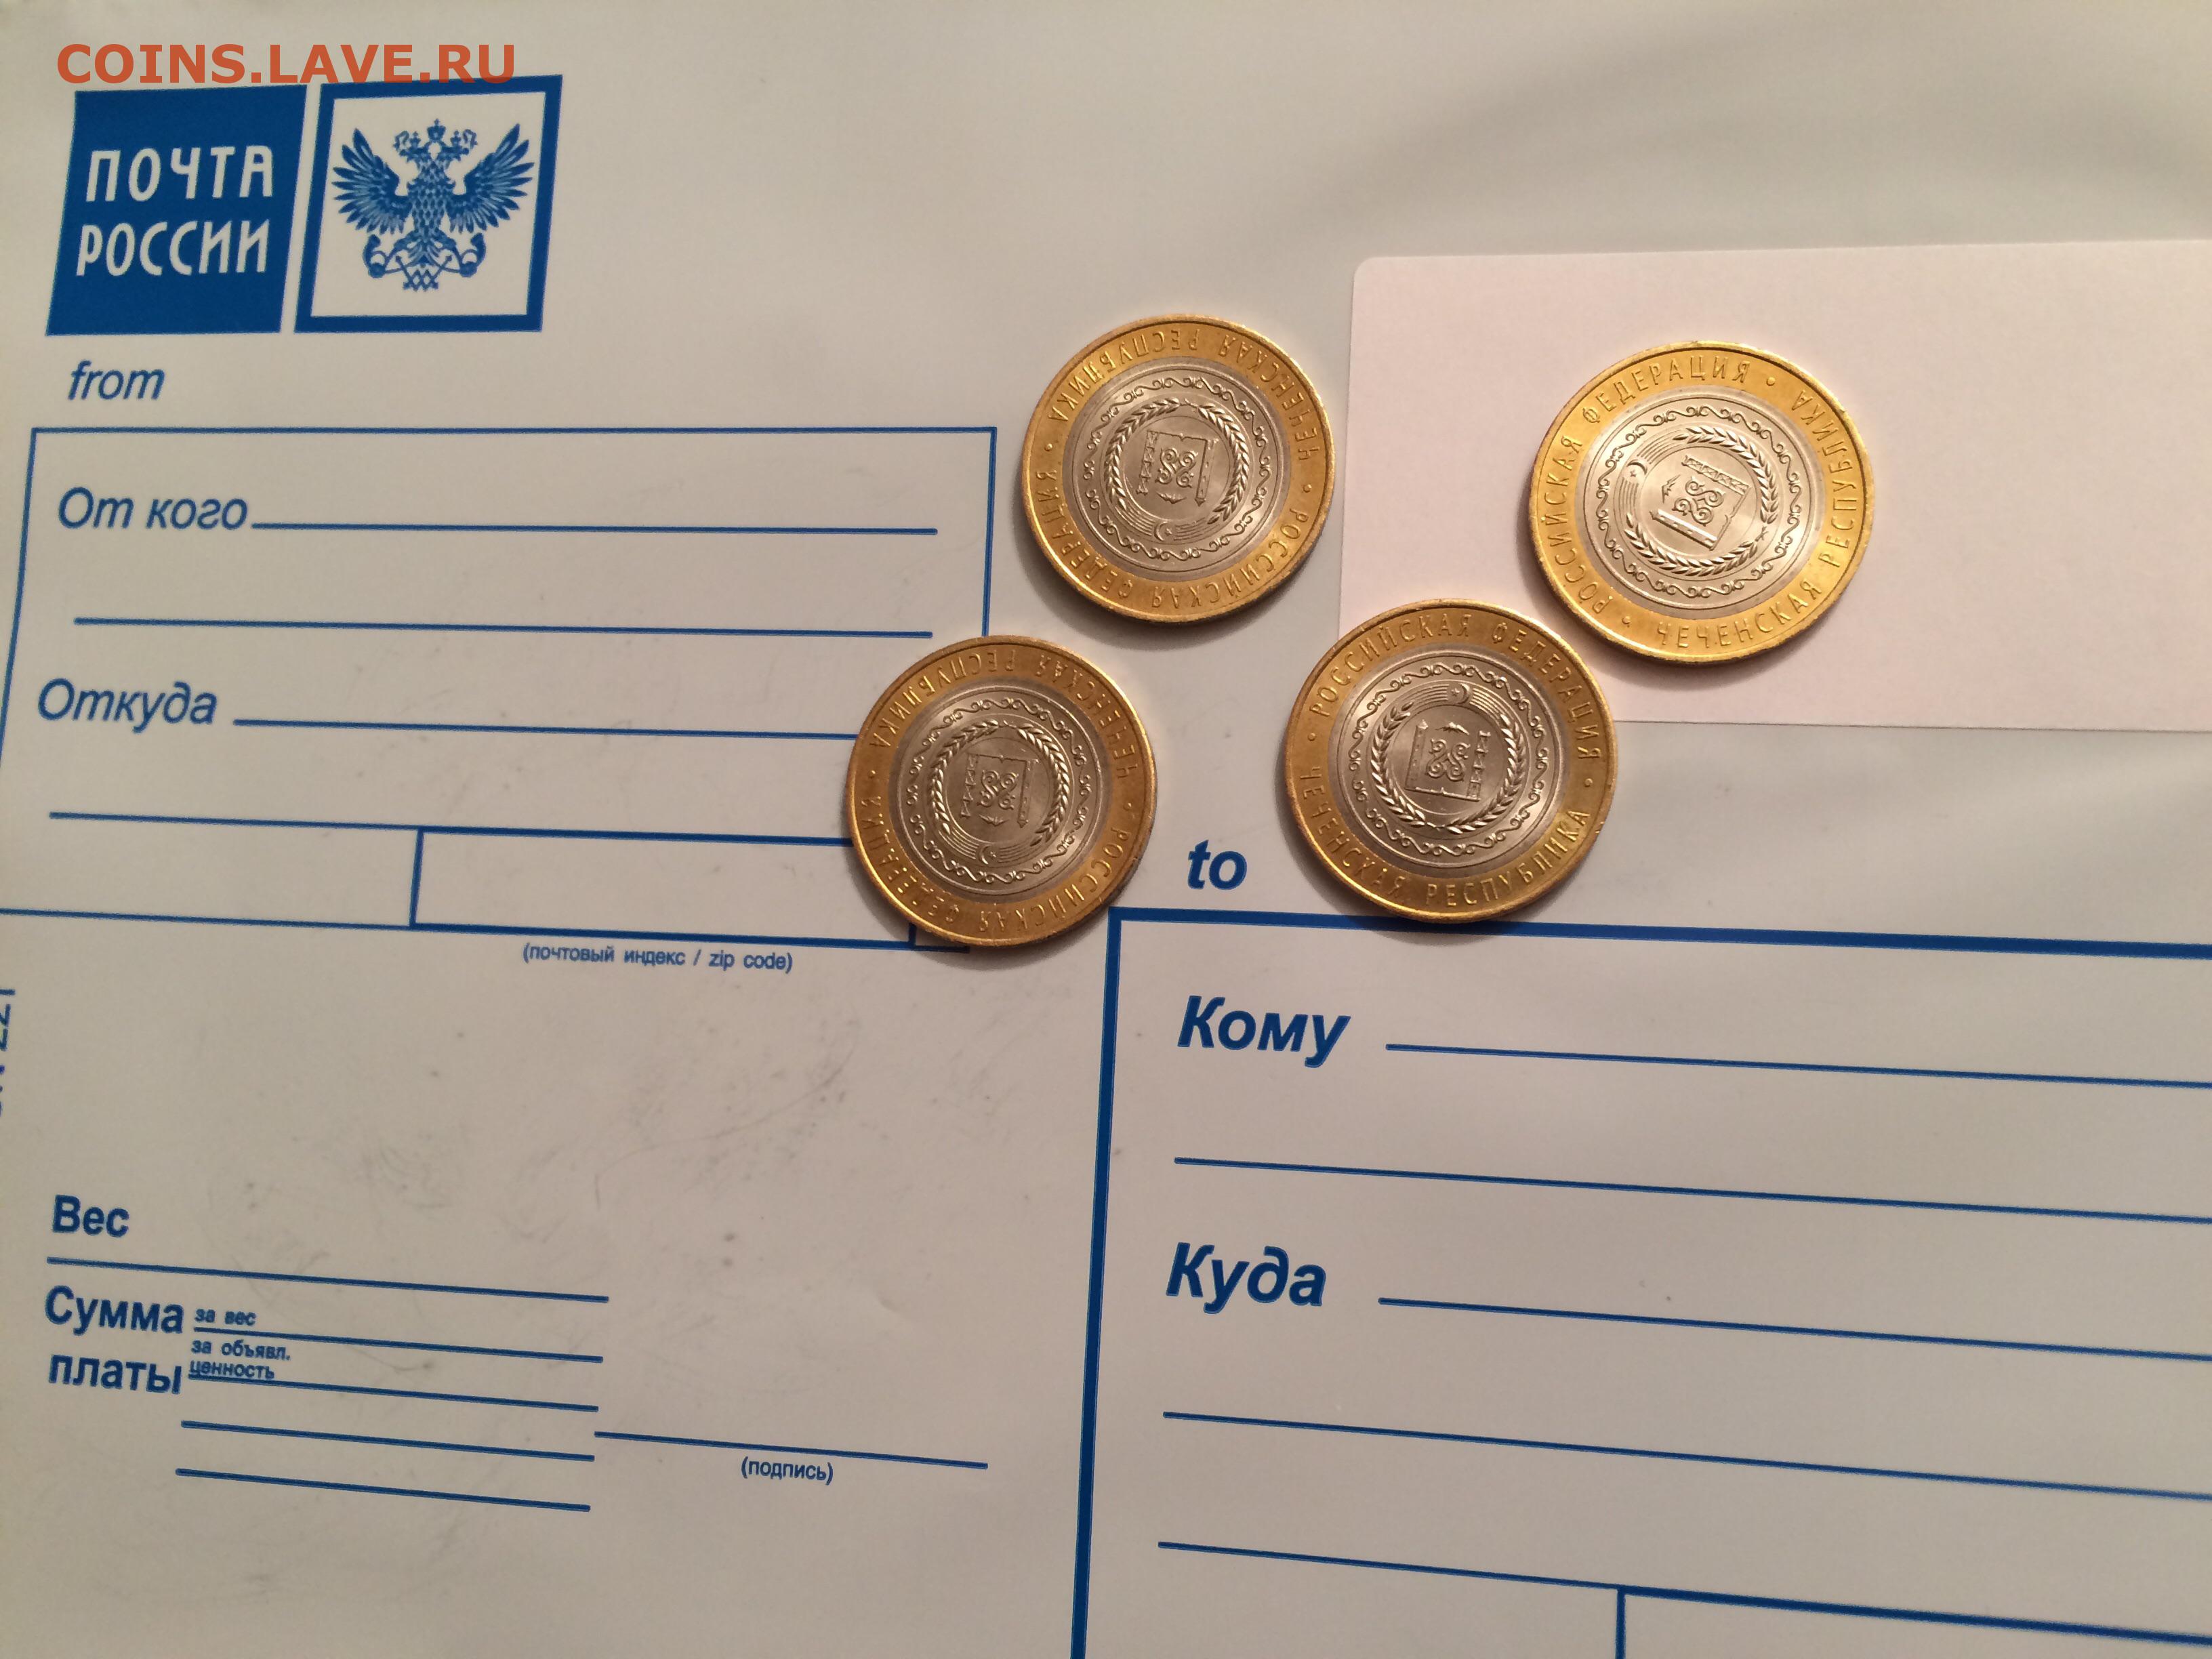 COINS.LAVE.RU
ПОЧТА
РОССИИ
from
От кого
Откуда
(почтовый индекс / zip code)
ЧЕЧЕНСКАЯ РЕСПУБЛИКА • РОССИЙСКАЯ ФЕДЕРАЦИЯ •
РОССИЙСКАЯ ФЕДЕРАЦИЯ • ЧЕЧЕНСКАЯ РЕСПУБЛИКА •
ЧЕЧЕНСКАЯ РЕСПУБЛИКА • РОССИЙСКАЯ ФЕДЕРАЦИЯ •
РОССИЙСКАЯ ФЕДЕРАЦИЯ • ЧЕЧЕНСКАЯ РЕСПУБЛИКА •
to
Кому
Куда
Вес
Сумма за вес
за объявл.
платы ценность
(подпись)